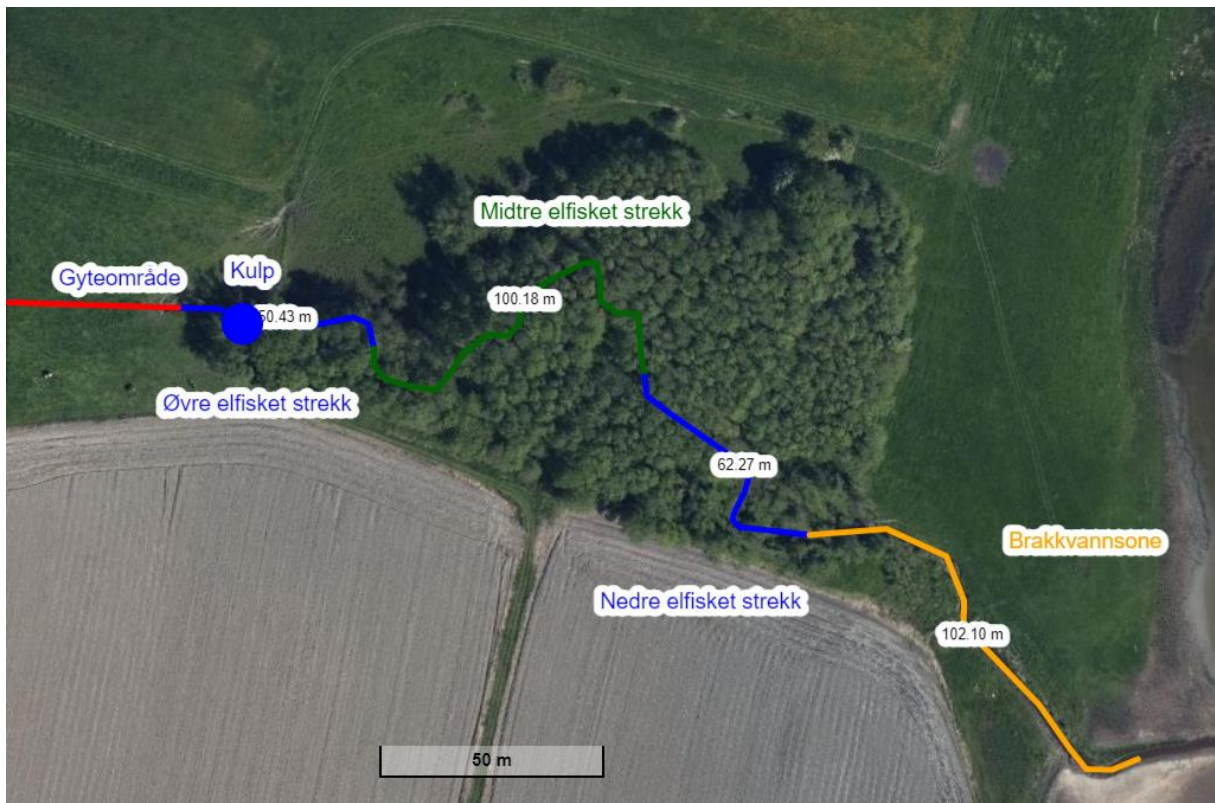 Midtre elfisket strekk
Gyteområde
Kulp
50.43 m
100.18 m
Øvre elfisket strekk
62.27 m
Brakkvannsone
Nedre elfisket strekk
102.10 m
50 m